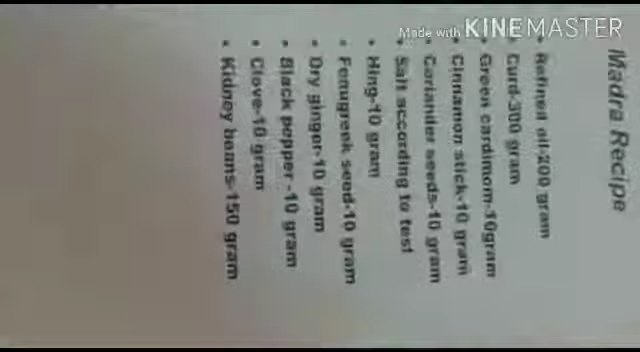 Made with KINEMASTER
Madra Recipe
• Refined oil-200 gram
• Curd-300 gram
• Green cardimom-10gram
• Cinnamon stick-10 gram
• Coriander seeds-10 gram
• Salt according to test
• Hing-10 gram
• Fenugreek seed-10 gram
• Dry ginger-10 gram
• Black pepper -10 gram
• Clove-10 gram
• Kidney beans-150 gram